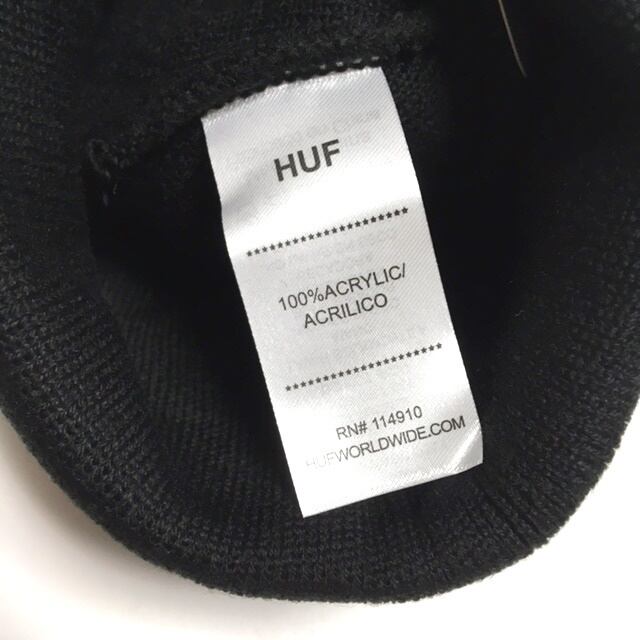 HUF
100%ACRYLIC/
ACRILICO
RN# 114910
HUFWORLDWIDE.COM